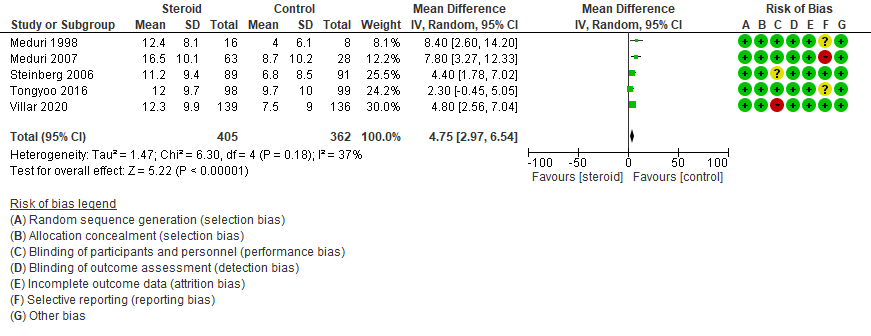 Steroid Control Mean Difference Mean Difference Risk of Bias
Study or Subgroup Mean SD Total Mean SD Total Weight IV, Random, 95% CI IV, Random, 95% CI A B C D E F G
Meduri 1998 12.4 8.1 16 4 6.1 8 8.1% 8.40 [2.60, 14.20] + + + + + ? +
Meduri 2007 16.5 10.1 63 8.7 10.2 28 12.2% 7.80 [3.27, 12.33] + + + + + - +
Steinberg 2006 11.2 9.4 89 6.8 8.5 91 25.5% 4.40 [1.78, 7.02] + + ? + + + +
Tongyoo 2016 12 9.7 98 9.7 10 99 24.2% 2.30 [-0.45, 5.05] + + + + + ? +
Villar 2020 12.3 9.9 139 7.5 9 136 30.0% 4.80 [2.56, 7.04] + + - + + + +
Total (95% CI) 405 362 100.0% 4.75 [2.97, 6.54]
Heterogeneity: Tau² = 1.47; Chi² = 6.30, df = 4 (P = 0.18); I² = 37%
Test for overall effect: Z = 5.22 (P < 0.00001)
-100 -50 0 50 100
Favours [steroid] Favours [control]
Risk of bias legend
(A) Random sequence generation (selection bias)
(B) Allocation concealment (selection bias)
(C) Blinding of participants and personnel (performance bias)
(D) Blinding of outcome assessment (detection bias)
(E) Incomplete outcome data (attrition bias)
(F) Selective reporting (reporting bias)
(G) Other bias